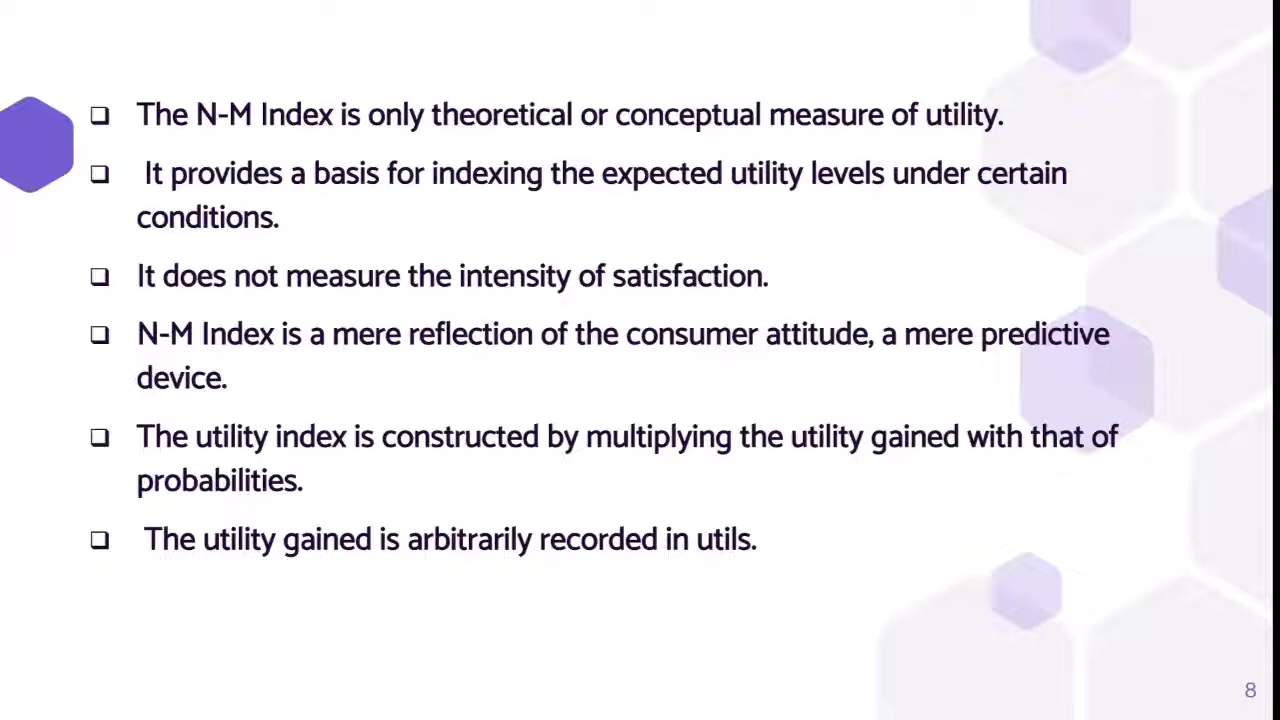 The N-M Index is only theoretical or conceptual measure of utility.
It provides a basis for indexing the expected utility levels under certain
conditions.
It does not measure the intensity of satisfaction.
N-M Index is a mere reflection of the consumer attitude, a mere predictive
device.
The utility index is constructed by multiplying the utility gained with that of
probabilities.
The utility gained is arbitrarily recorded in utils.
8